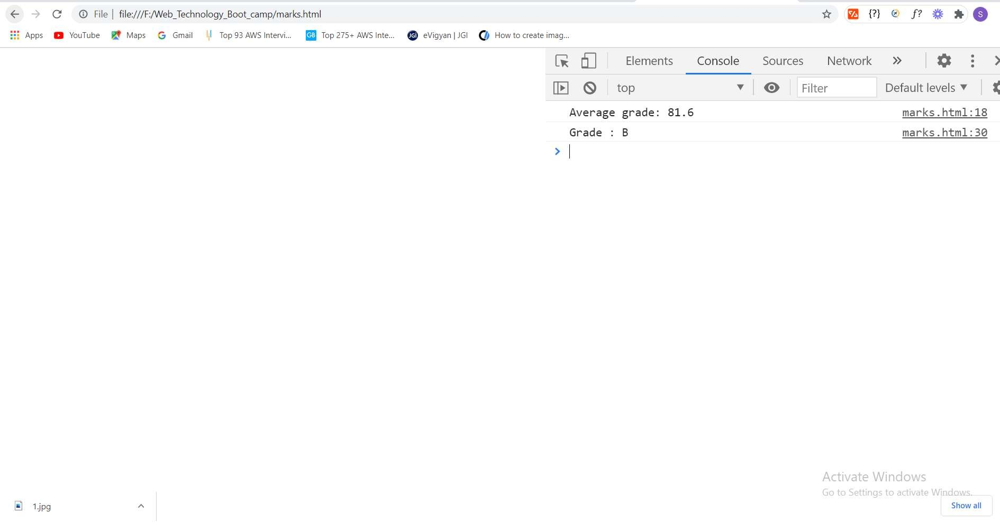 File | file:///F:/Web_Technology_Boot_camp/marks.html {?} f? S
Apps YouTube Maps G Gmail Top 93 AWS Intervi... GB Top 275+ AWS Inte... JGI eVigyan | JGI How to create imag...
Elements Console Sources Network »
top Filter Default levels
Average grade: 81.6 marks.html:18
Grade : B marks.html:30
>
Activate Windows
Go to Settings to activate Windows.
1.jpg Show all